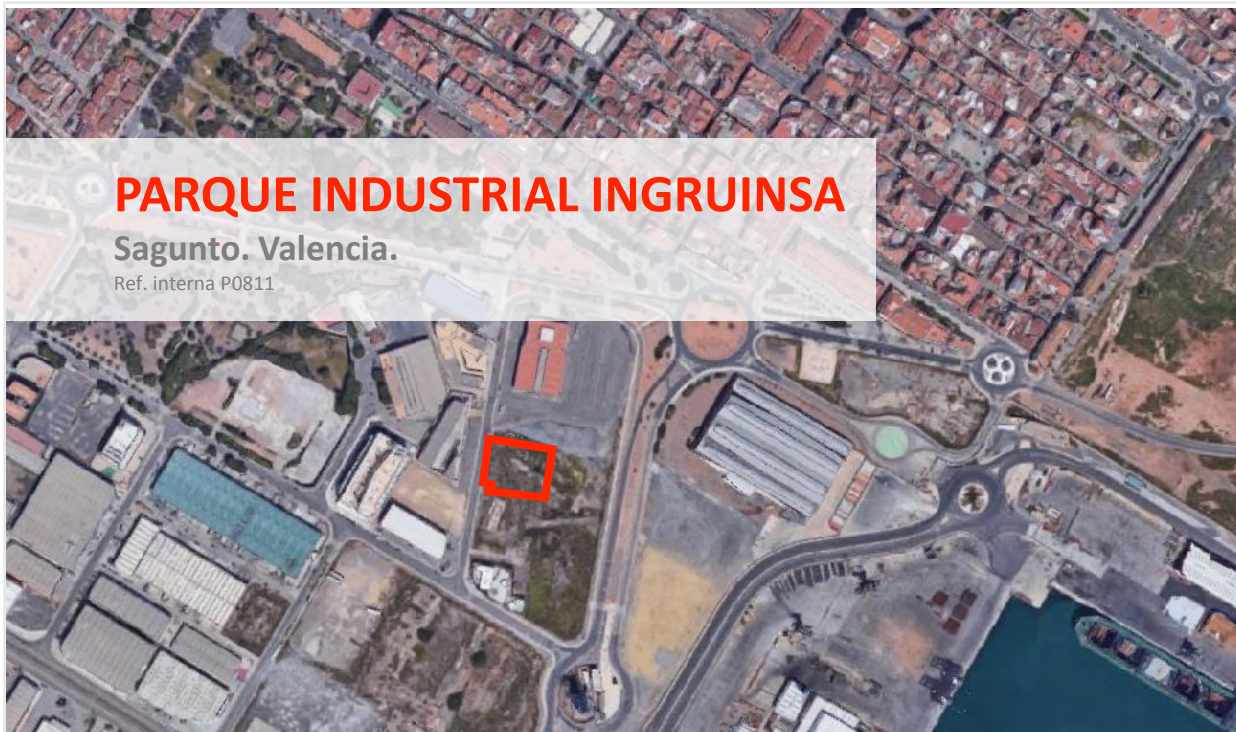 PARQUE INDUSTRIAL INGRUINSA
Sagunto. Valencia.
Ref. interna P0811